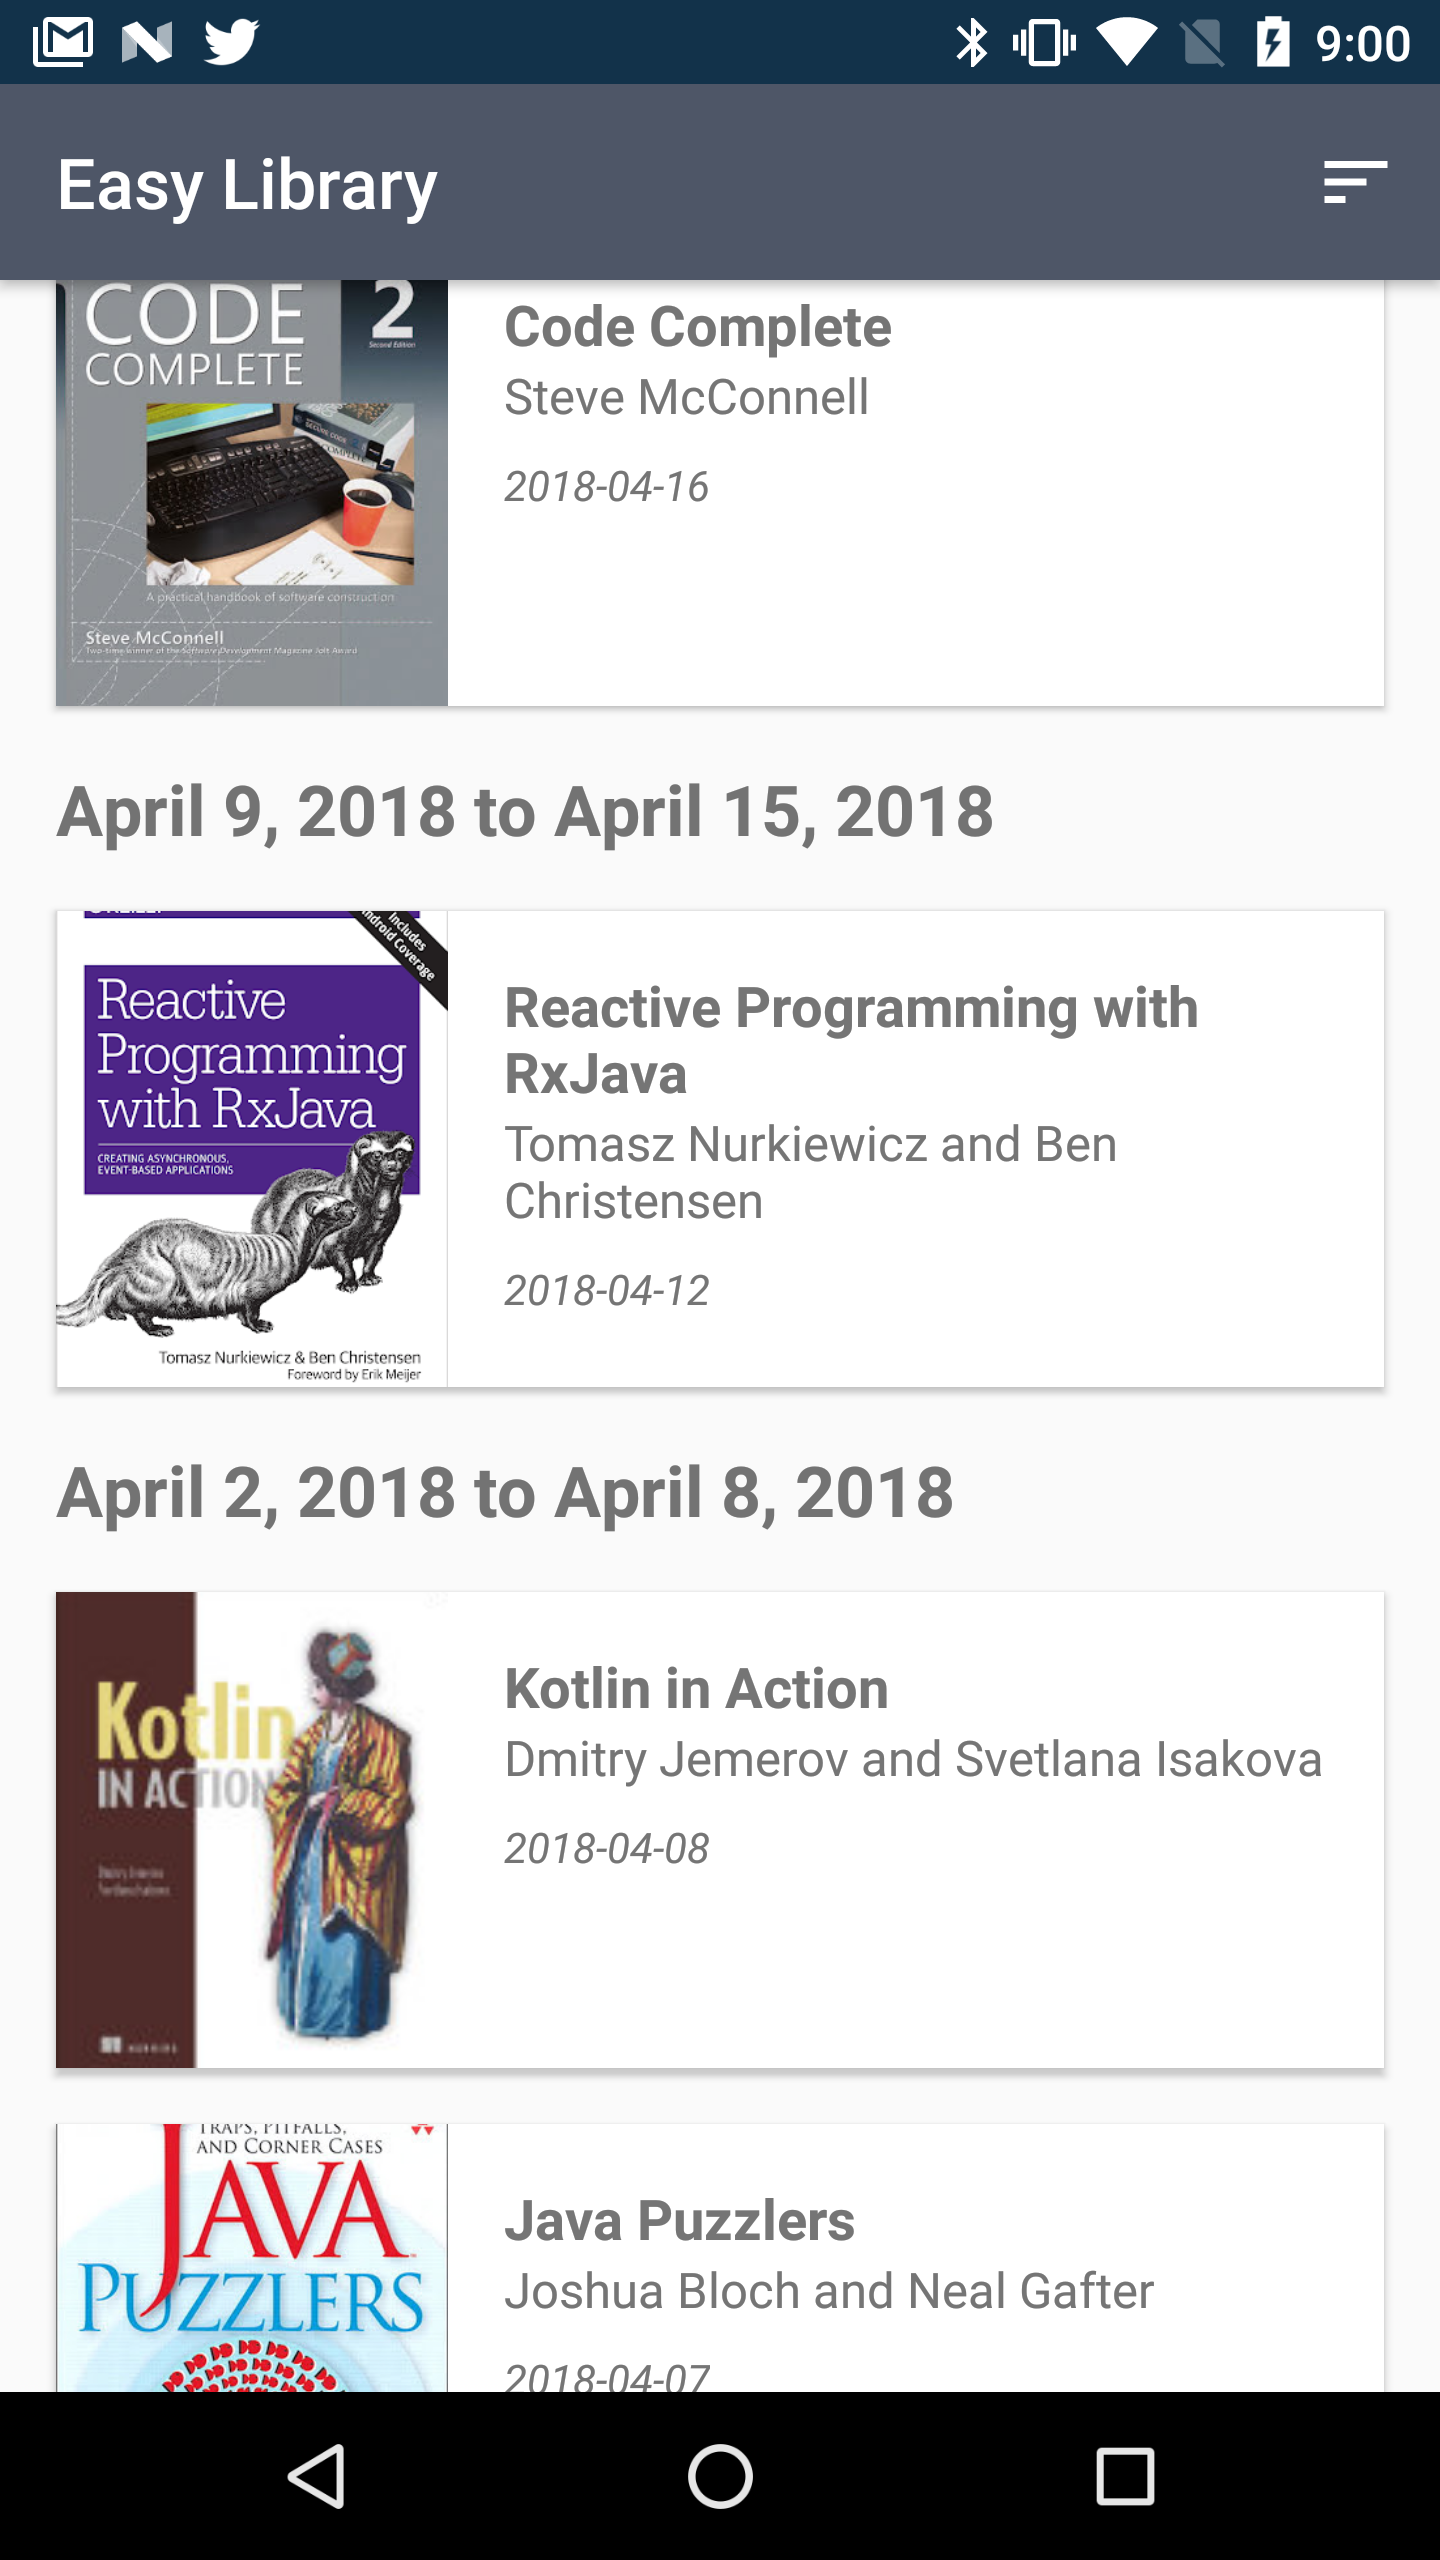 9:00
Easy Library
CODE
COMPLETE
2
Second Edition
A practical handbook of software construction
Steve McConnell
Two-time winner of the Software Development Magazine Jolt Award
Code Complete
Steve McConnell
2018-04-16
April 9, 2018 to April 15, 2018
Includes
Android Coverage
Reactive
Programming
with RxJava
CREATING ASYNCHRONOUS,
EVENT-BASED APPLICATIONS
Tomasz Nurkiewicz & Ben Christensen
Foreword by Erik Meijer
Reactive Programming with
RxJava
Tomasz Nurkiewicz and Ben
Christensen
2018-04-12
April 2, 2018 to April 8, 2018
Kotlin
IN ACTION
Kotlin in Action
Dmitry Jemerov and Svetlana Isakova
2018-04-08
TRAPS, PITFALLS,
AND CORNER CASES
JAVA
PUZZLERS
Java Puzzlers
Joshua Bloch and Neal Gafter
2018-04-07